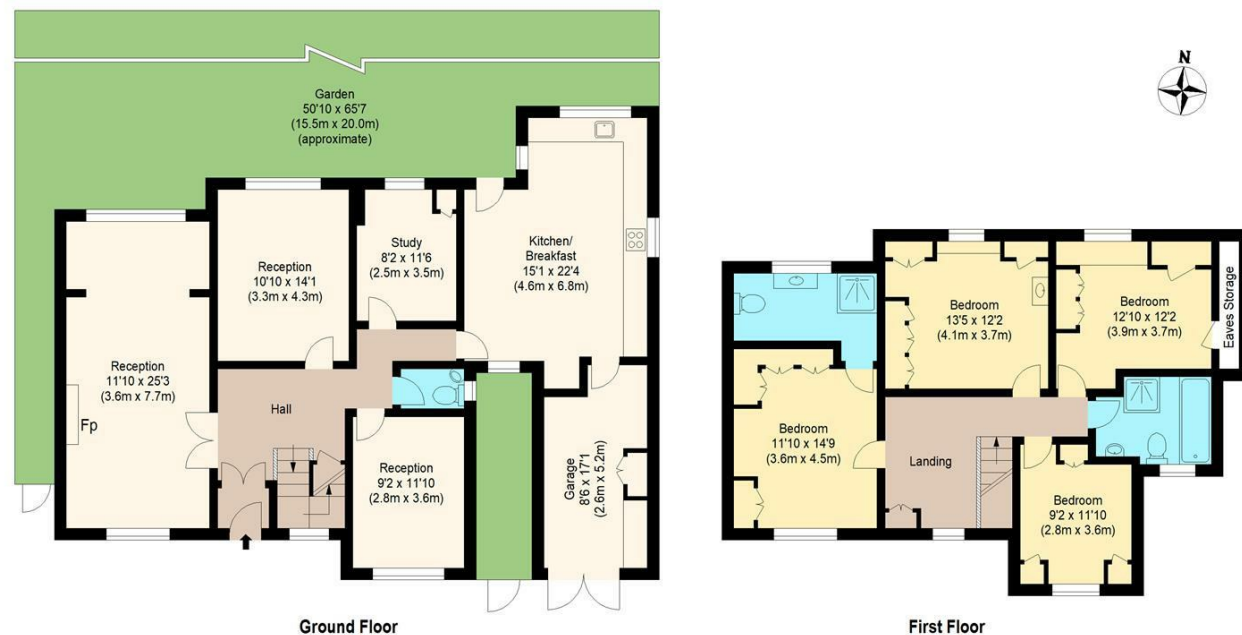 Garden
50'10 x 65'7
(15.5m x 20.0m)
(approximate)
Reception
11'10 x 25'3
(3.6m x 7.7m)
Fp
Reception
10'10 x 14'1
(3.3m x 4.3m)
Study
8'2 x 11'6
(2.5m x 3.5m)
Kitchen/
Breakfast
15'1 x 22'4
(4.6m x 6.8m)
Hall
Reception
9'2 x 11'10
(2.8m x 3.6m)
Garage
8'6 x 17'1
(2.6m x 5.2m)
Ground Floor
N
Bedroom
13'5 x 12'2
(4.1m x 3.7m)
Bedroom
12'10 x 12'2
(3.9m x 3.7m)
Eaves Storage
Bedroom
11'10 x 14'9
(3.6m x 4.5m)
Landing
Bedroom
9'2 x 11'10
(2.8m x 3.6m)
First Floor